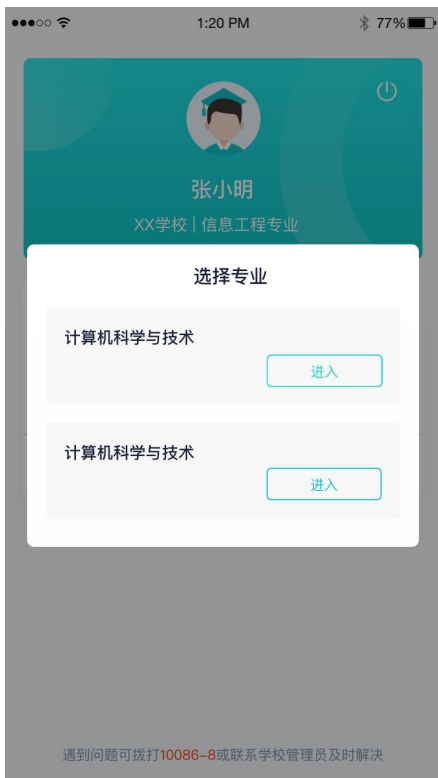 1:20 PM
77%
张小明
XX学校 | 信息工程专业
选择专业
计算机科学与技术
进入
计算机科学与技术
进入
遇到问题可拨打10086-8或联系学校管理员及时解决